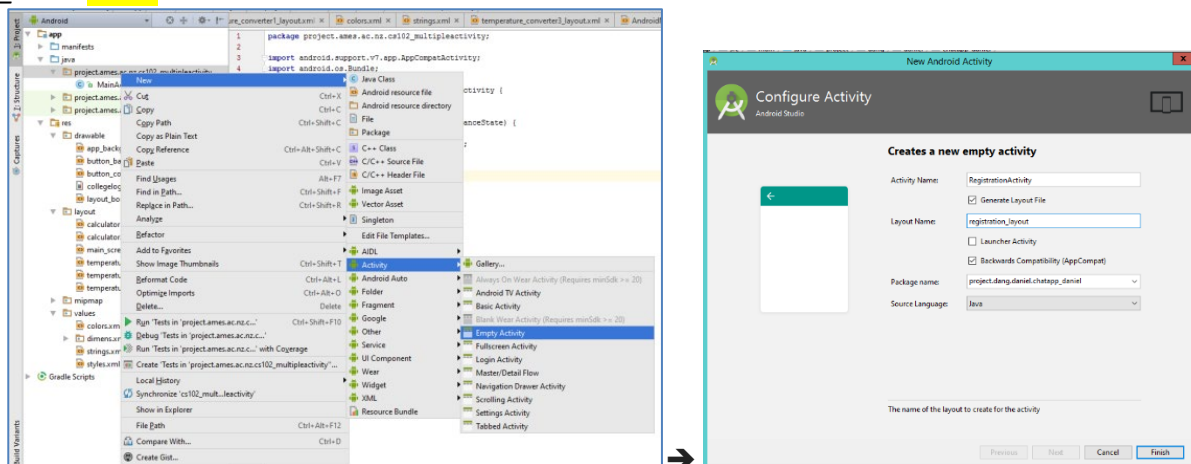 Android
ure_converter1_layout.xml × colors.xml × strings.xml × temperature_converter3_layout.xml × Android
1: Project
Structure
Captures
Build Variants
app
manifests
java
project.ames.ac.nz.cs102_multipleactivity
MainA
project.ames.
project.ames.
res
drawable
app_back
button_ba
button_co
collegelog
layout_bo
layout
calculator
calculator
main_scre
temperatu
temperatu
temperatu
mipmap
values
colors.xm
dimens.xr
strings.xm
styles.xml
Gradle Scripts
1 package project.ames.ac.nz.cs102_multipleactivity;
2
3 import android.support.v7.app.AppCompatActivity;
4 import android.os.Bundle;
ctivity {
anceState) {
;
New
Cut Ctrl+X
Copy Ctrl+C
Copy Path Ctrl+Shift+C
Copy as Plain Text
Copy Reference Ctrl+Alt+Shift+C
Paste Ctrl+V
Find Usages Alt+F7
Find in Path... Ctrl+Shift+F
Replace in Path... Ctrl+Shift+R
Analyze
Refactor
Add to Favorites
Show Image Thumbnails Ctrl+Shift+T
Reformat Code Ctrl+Alt+L
Optimize Imports Ctrl+Alt+O
Delete... Delete
Run 'Tests in 'project.ames.ac.nz.c...' Ctrl+Shift+F10
Debug 'Tests in 'project.ames.ac.nz.c...'
Run 'Tests in 'project.ames.ac.nz.c...' with Coverage
Create 'Tests in 'project.ames.ac.nz.cs102_multipleactivity''...
Local History
Synchronize 'cs102_mult...leactivity'
Show in Explorer
File Path Ctrl+Alt+F12
Compare With... Ctrl+D
Create Gist...
Java Class
Android resource file
Android resource directory
File
Package
C++ Class
C/C++ Source File
C/C++ Header File
Image Asset
Vector Asset
Singleton
Edit File Templates...
AIDL
Activity
Android Auto
Folder
Fragment
Google
Other
Service
UI Component
Wear
Widget
XML
Resource Bundle
Gallery...
Always On Wear Activity (Requires minSdk >= 20)
Android TV Activity
Basic Activity
Blank Wear Activity (Requires minSdk >= 20)
Empty Activity
Fullscreen Activity
Login Activity
Master/Detail Flow
Navigation Drawer Activity
Scrolling Activity
Settings Activity
Tabbed Activity
➔
New Android Activity
x
Configure Activity
Android Studio
Creates a new empty activity
Activity Name: RegistrationActivity
Generate Layout File
Layout Name: registration_layout
Launcher Activity
Backwards Compatibility (AppCompat)
Package name: project.dang.daniel.chatapp_daniel
Source Language: Java
The name of the layout to create for the activity
Previous Next Cancel Finish